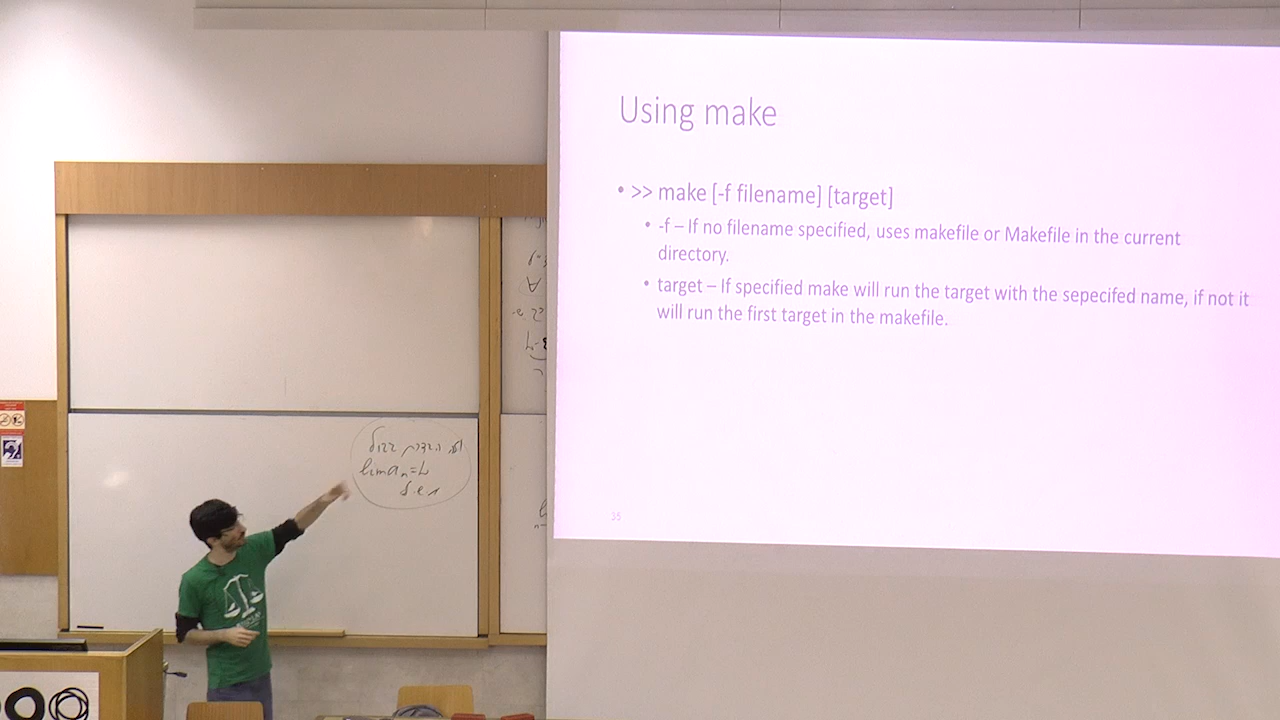 Using make
• >> make [-f filename] [target]
• -f – If no filename specified, uses makefile or Makefile in the current
directory.
• target – If specified make will run the target with the sepecifed name, if not it
will run the first target in the makefile.
35
lim aₙ = L